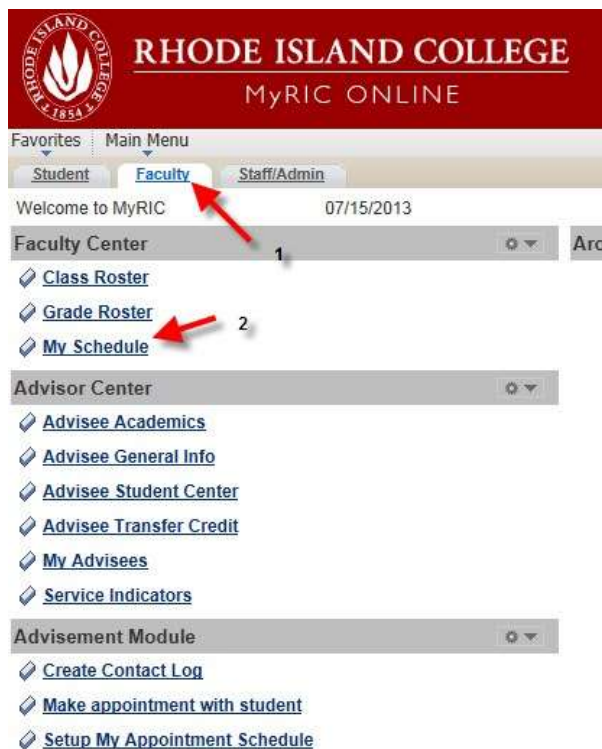 RHODE ISLAND COLLEGE
RHODE ISLAND COLLEGE
1854
MyRIC ONLINE
Favorites Main Menu
Student Faculty Staff/Admin
Welcome to MyRIC 07/15/2013
1
Faculty Center Arc
Class Roster
Grade Roster
2
My Schedule
Advisor Center
Advisee Academics
Advisee General Info
Advisee Student Center
Advisee Transfer Credit
My Advisees
Service Indicators
Advisement Module
Create Contact Log
Make appointment with student
Setup My Appointment Schedule